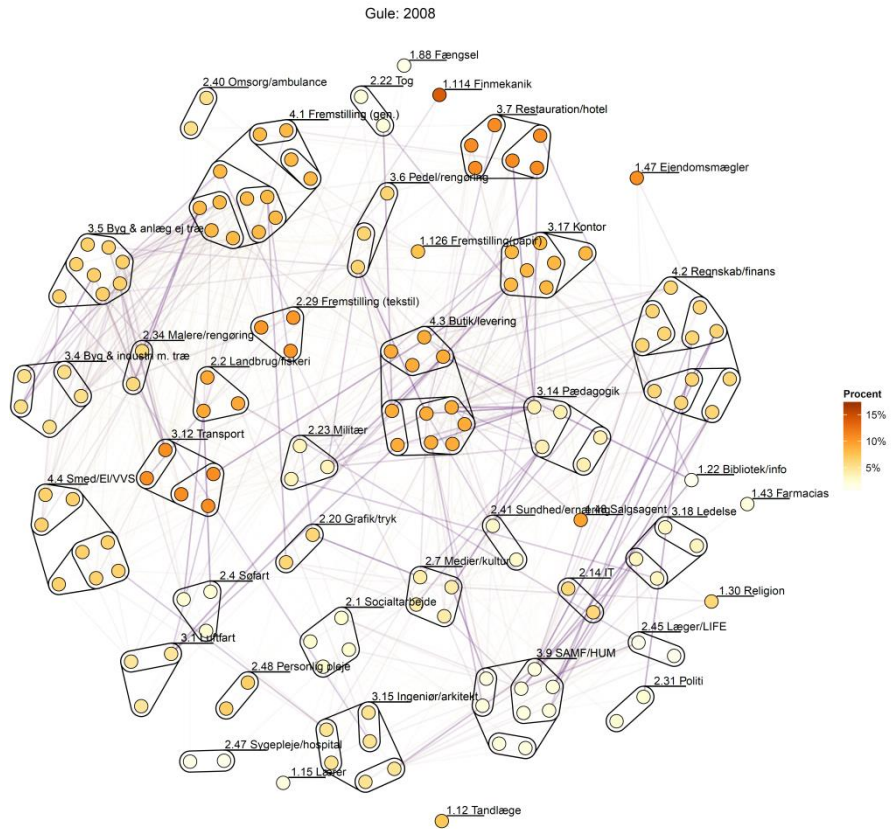 Gule: 2008
1.88 Fængsel
2.40 Omsorg/ambulance
2.22 Tog
1.114 Finmekanik
4.1 Fremstilling (gen.)
3.7 Restauration/hotel
3.6 Pedel/rengøring
1.47 Ejendomsmægler
3.5 Byg & anlæg ej træ
3.17 Kontor
1.126 Fremstilling(papir)
4.2 Regnskab/finans
2.29 Fremstilling (tekstil)
4.3 Butik/levering
2.34 Malere/rengøring
3.4 Byg & industri m. træ
2.2 Landbrug/fiskeri
3.14 Pædagogik
Procent
15%
10%
5%
3.12 Transport
2.23 Militær
4.4 Smed/El/VVS
1.22 Bibliotek/info
1.43 Farmacias
2.41 Sundhed/ernæring
1.46 Salgsagent
3.18 Ledelse
2.20 Grafik/tryk
2.7 Medier/kultur
2.14 IT
2.4 Søfart
1.30 Religion
2.1 Socialtarbejde
2.45 Læger/LIFE
3.1 Luftfart
3.9 SAMF/HUM
2.48 Personlig pleje
2.31 Politi
3.15 Ingeniør/arkitekt
2.47 Sygepleje/hospital
1.15 Lærer
1.12 Tandlæge